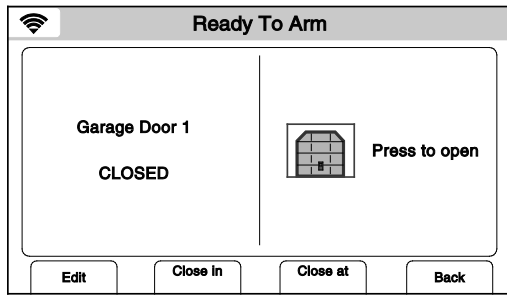 Ready To Arm
Garage Door 1
CLOSED
Press to open
Edit
Close in
Close at
Back